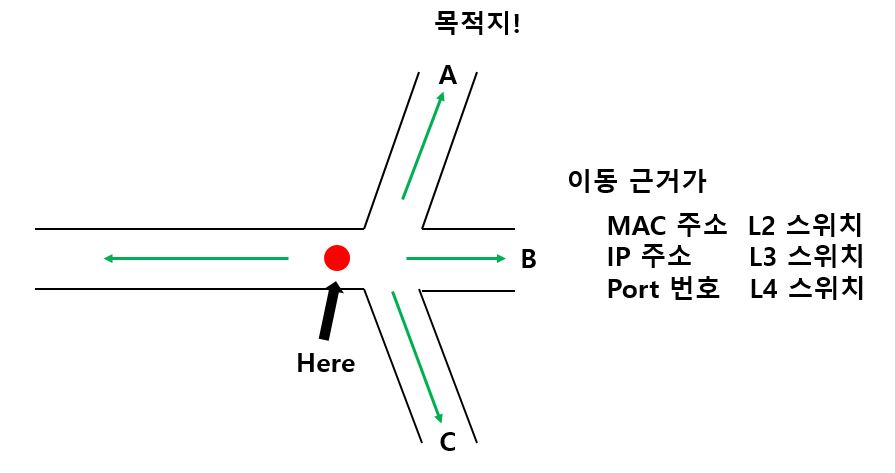 목적지!
A
이동 근거가
MAC 주소 L2 스위치
IP 주소 L3 스위치
Port 번호 L4 스위치
B
Here
C